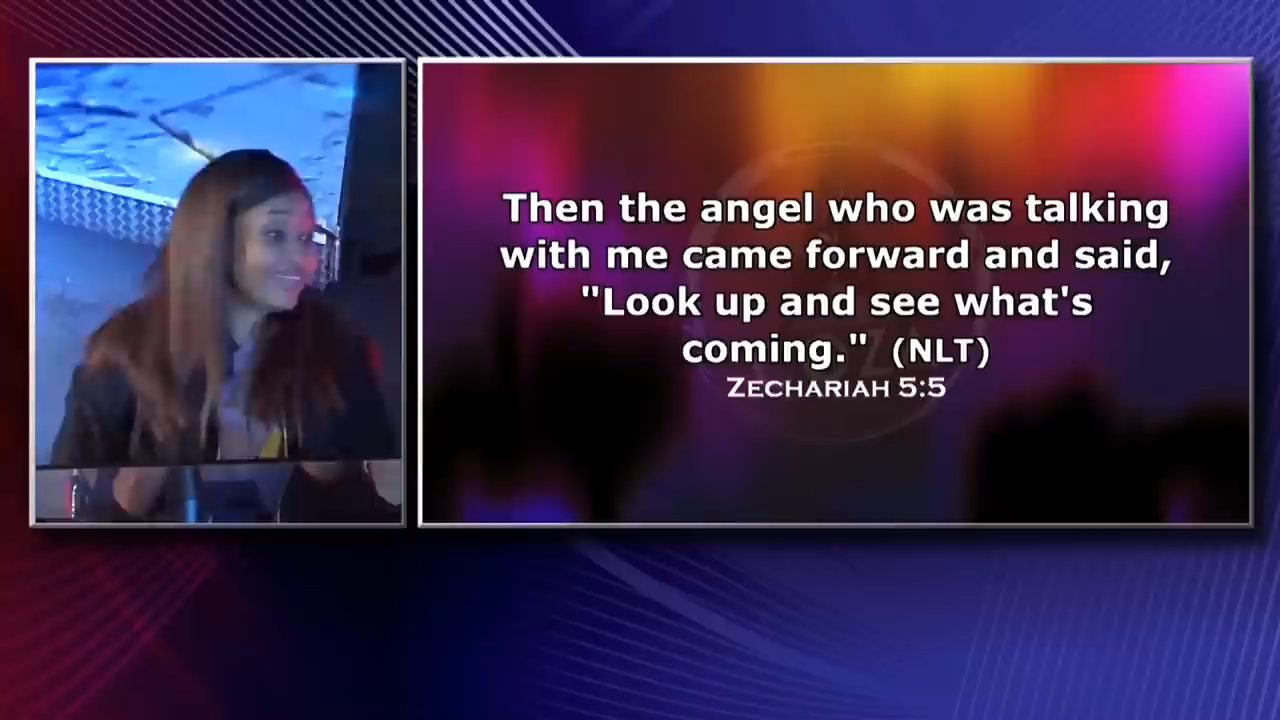 Then the angel who was talking
with me came forward and said,
"Look up and see what's
coming." (NLT)
Zechariah 5:5